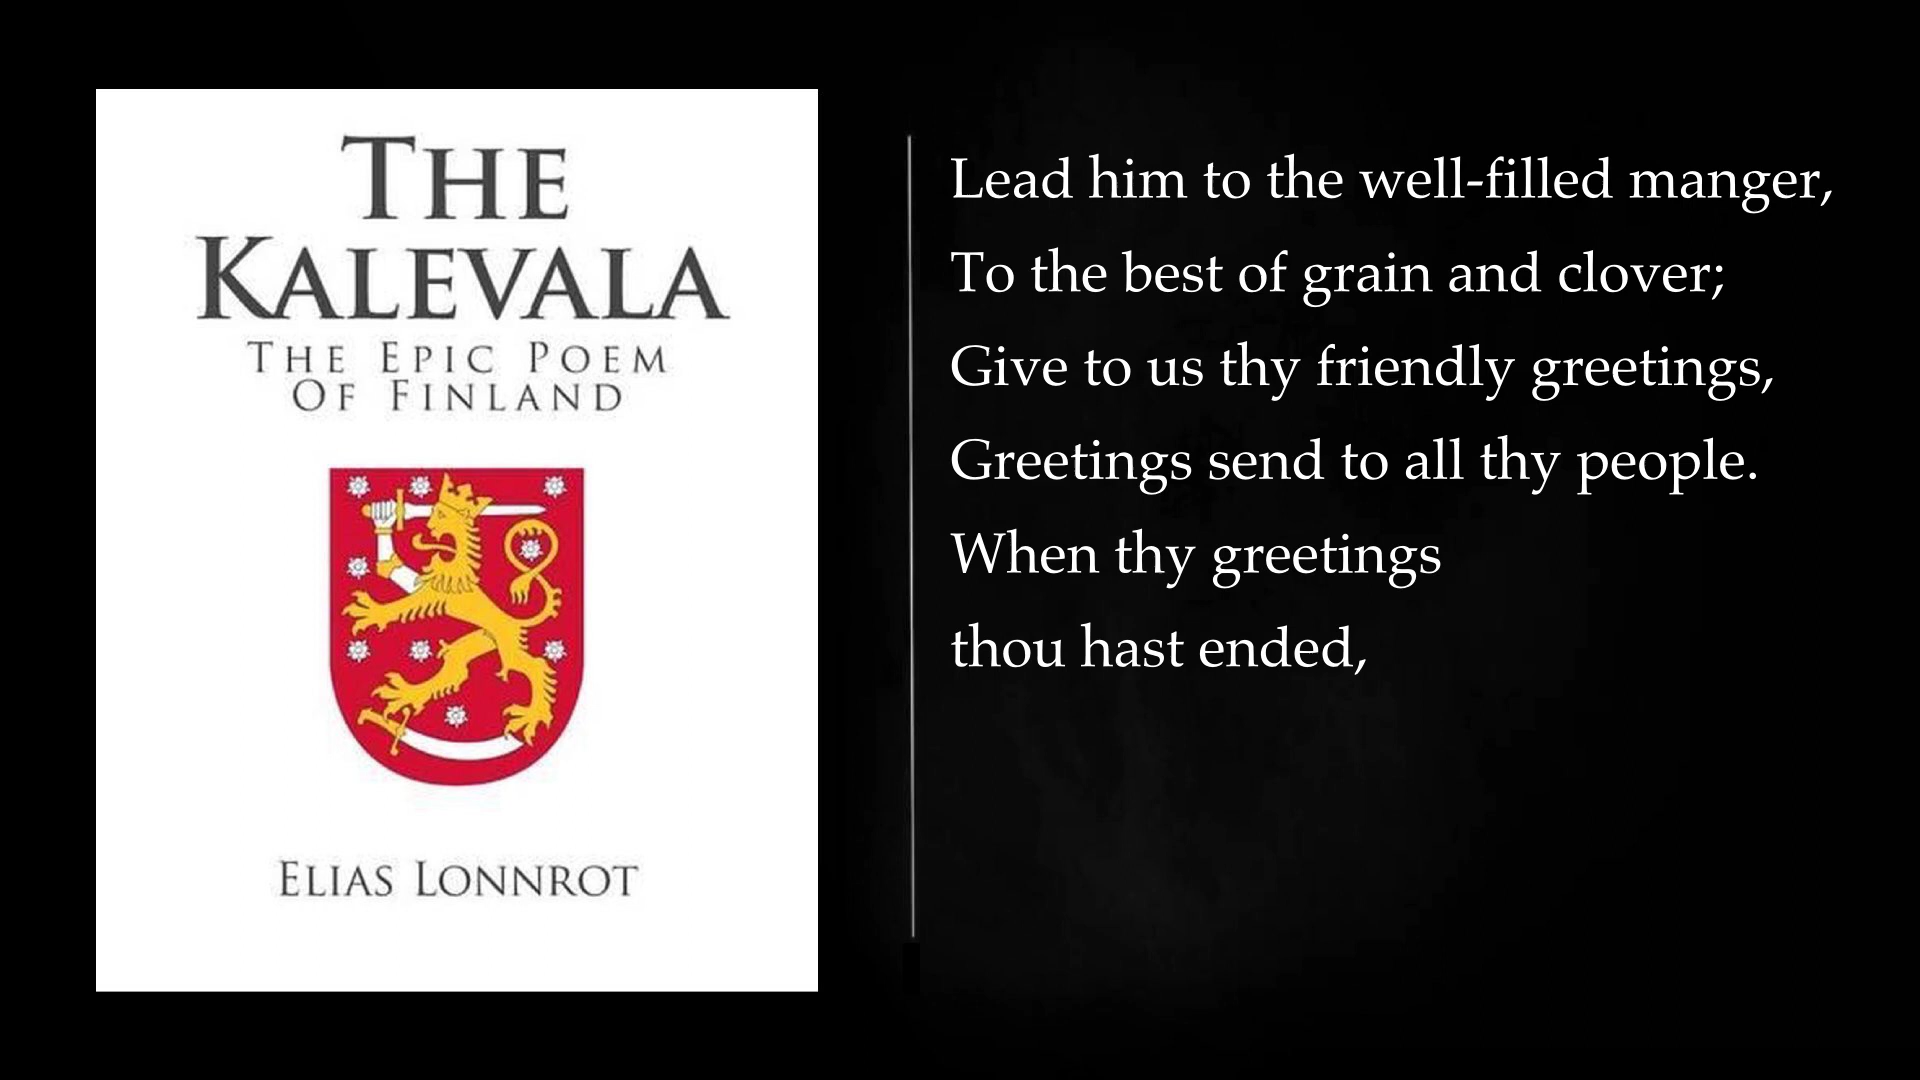 THE
KALEVALA
THE EPIC POEM
OF FINLAND
ELIAS LONNROT
Lead him to the well-filled manger,
To the best of grain and clover;
Give to us thy friendly greetings,
Greetings send to all thy people.
When thy greetings
thou hast ended,